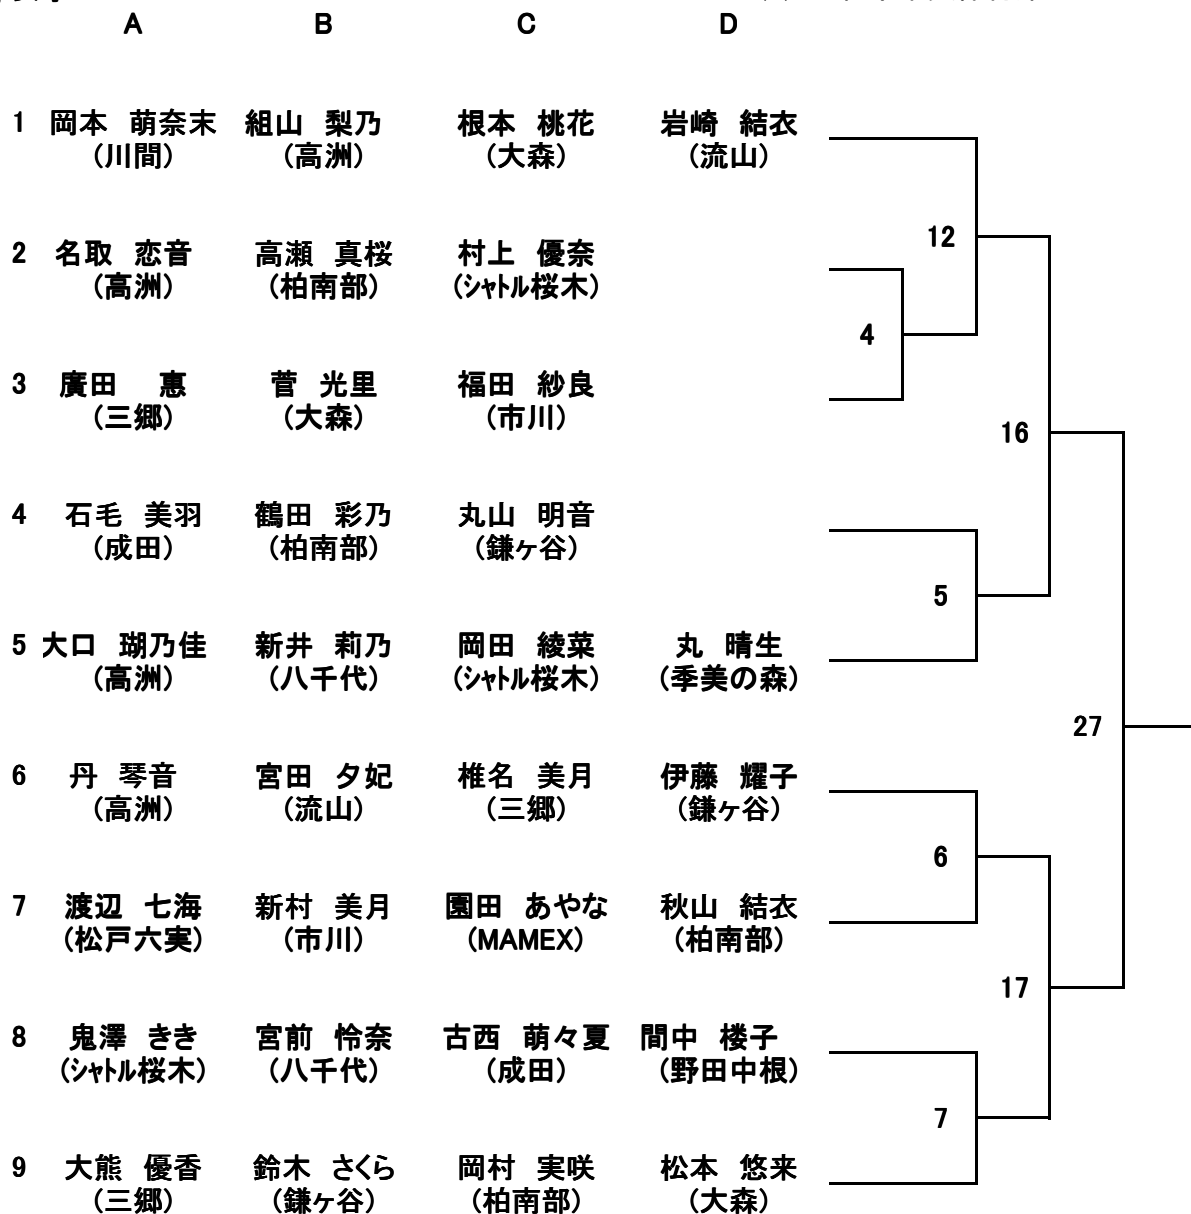 A B C D
1 岡本 萌奈末 組山 梨乃 根本 桃花 岩崎 結衣
(川間) (高洲) (大森) (流山)
12
2 名取 恋音 高瀬 真桜 村上 優奈
(高洲) (柏南部) (シャトル桜木)
4
3 廣田 惠 菅 光里 福田 紗良
(三郷) (大森) (市川)
16
4 石毛 美羽 鶴田 彩乃 丸山 明音
(成田) (柏南部) (鎌ヶ谷)
5
5 大口 瑚乃佳 新井 莉乃 岡田 綾菜 丸 晴生
(高洲) (八千代) (シャトル桜木) (季美の森)
27
6 丹 琴音 宮田 夕妃 椎名 美月 伊藤 耀子
(高洲) (流山) (三郷) (鎌ヶ谷)
6
7 渡辺 七海 新村 美月 園田 あやな 秋山 結衣
(松戸六実) (市川) (MAMEX) (柏南部)
17
8 鬼澤 きき 宮前 怜奈 古西 萌々夏 間中 楼子
(シャトル桜木) (八千代) (成田) (野田中根)
7
9 大熊 優香 鈴木 さくら 岡村 実咲 松本 悠来
(三郷) (鎌ヶ谷) (柏南部) (大森)